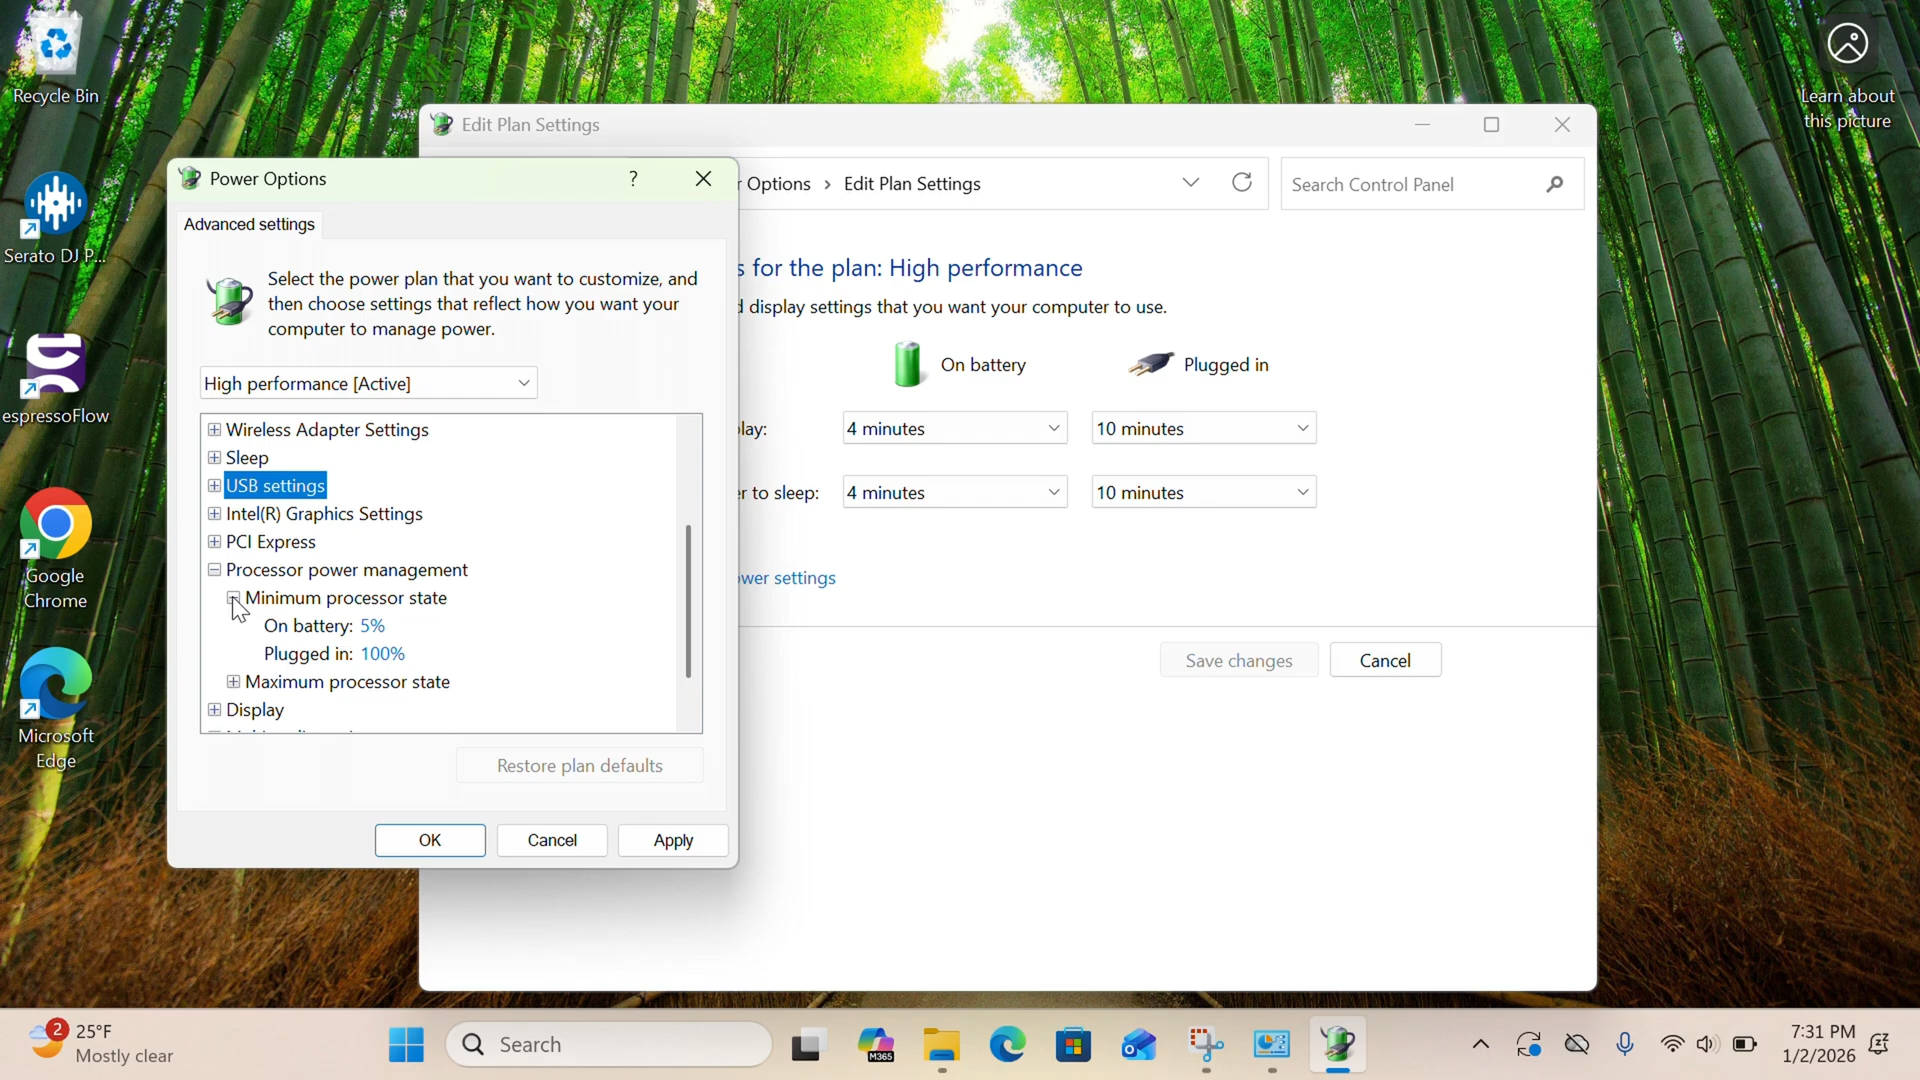 Recycle Bin
Learn about
this picture
Serato DJ P...
espressoFlow
Google
Chrome
Microsoft
Edge
Edit Plan Settings
Options › Edit Plan Settings
Search Control Panel
s for the plan: High performance
display settings that you want your computer to use.
On battery
Plugged in
lay:
4 minutes
10 minutes
r to sleep:
4 minutes
10 minutes
wer settings
Save changes
Cancel
Power Options
?
Advanced settings
Select the power plan that you want to customize, and
then choose settings that reflect how you want your
computer to manage power.
High performance [Active]
Wireless Adapter Settings
Sleep
USB settings
Intel(R) Graphics Settings
PCI Express
Processor power management
Minimum processor state
On battery: 5%
Plugged in: 100%
Maximum processor state
Display
Restore plan defaults
OK
Cancel
Apply
2
25°F
Mostly clear
Search
M365
7:31 PM
1/2/2026